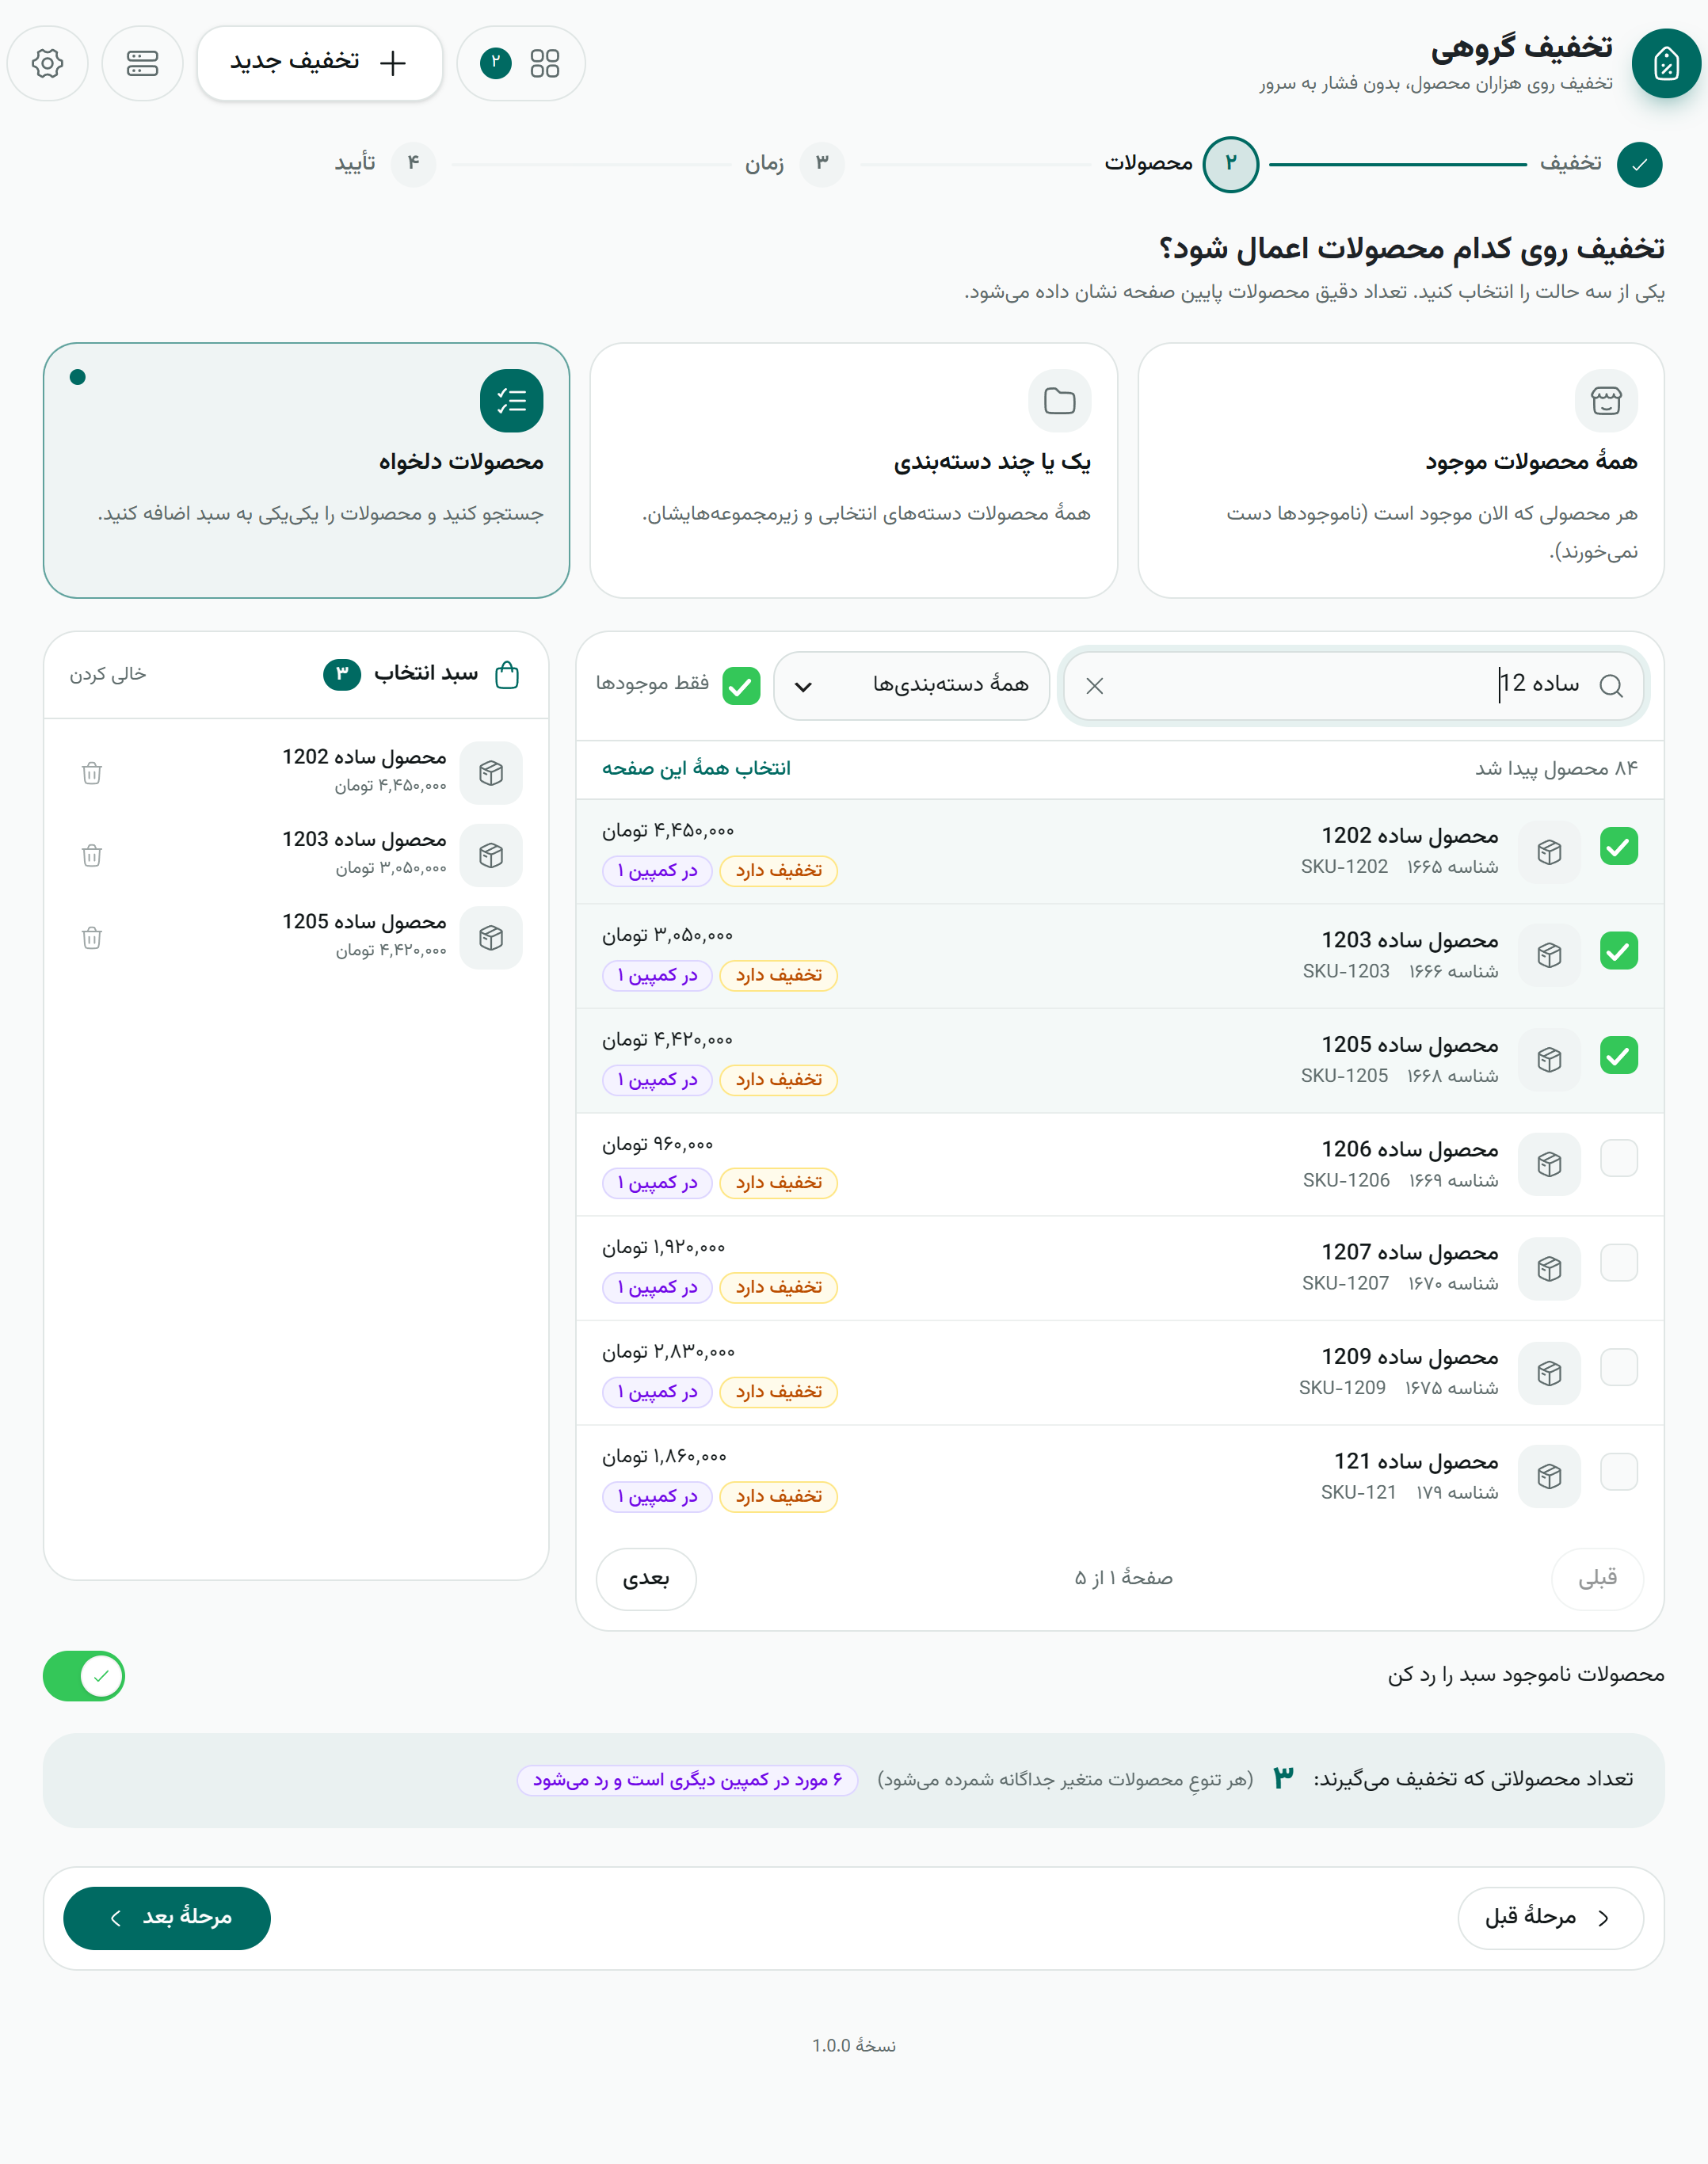 تخفیف گروهی
تخفیف روی هزاران محصول، بدون فشار به سرور
۲
تخفیف جدید
تخفیف
۲ محصولات
۳ زمان
۴ تأیید
تخفیف روی کدام محصولات اعمال شود؟
یکی از سه حالت را انتخاب کنید. تعداد دقیق محصولات پایین صفحه نشان داده می‌شود.
همهٔ محصولات موجود
هر محصولی که الان موجود است (ناموجودها دست
نمی‌خورند).
یک یا چند دسته‌بندی
همهٔ محصولات دسته‌های انتخابی و زیرمجموعه‌هایشان.
محصولات دلخواه
جستجو کنید و محصولات را یکی‌یکی به سبد اضافه کنید.
ساده 12
همهٔ دسته‌بندی‌ها
فقط موجودها
۸۴ محصول پیدا شد
انتخاب همهٔ این صفحه
محصول ساده 1202
شناسه ۱۶۶۵ SKU-1202
۴,۴۵۰,۰۰۰ تومان
تخفیف دارد
در کمپین ۱
محصول ساده 1203
شناسه ۱۶۶۶ SKU-1203
۳,۰۵۰,۰۰۰ تومان
تخفیف دارد
در کمپین ۱
محصول ساده 1205
شناسه ۱۶۶۸ SKU-1205
۴,۴۲۰,۰۰۰ تومان
تخفیف دارد
در کمپین ۱
محصول ساده 1206
شناسه ۱۶۶۹ SKU-1206
۹۶۰,۰۰۰ تومان
تخفیف دارد
در کمپین ۱
محصول ساده 1207
شناسه ۱۶۷۰ SKU-1207
۱,۹۲۰,۰۰۰ تومان
تخفیف دارد
در کمپین ۱
محصول ساده 1209
شناسه ۱۶۷۵ SKU-1209
۲,۸۳۰,۰۰۰ تومان
تخفیف دارد
در کمپین ۱
محصول ساده 121
شناسه ۱۷۹ SKU-121
۱,۸۶۰,۰۰۰ تومان
تخفیف دارد
در کمپین ۱
قبلی
صفحهٔ ۱ از ۵
بعدی
سبد انتخاب ۳
خالی کردن
محصول ساده 1202
۴,۴۵۰,۰۰۰ تومان
محصول ساده 1203
۳,۰۵۰,۰۰۰ تومان
محصول ساده 1205
۴,۴۲۰,۰۰۰ تومان
محصولات ناموجود سبد را رد کن
تعداد محصولاتی که تخفیف می‌گیرند: ۳ (هر تنوعِ محصولات متغیر جداگانه شمرده می‌شود) ۶ مورد در کمپین دیگری است و رد می‌شود
مرحلهٔ قبل
مرحلهٔ بعد
نسخهٔ 1.0.0